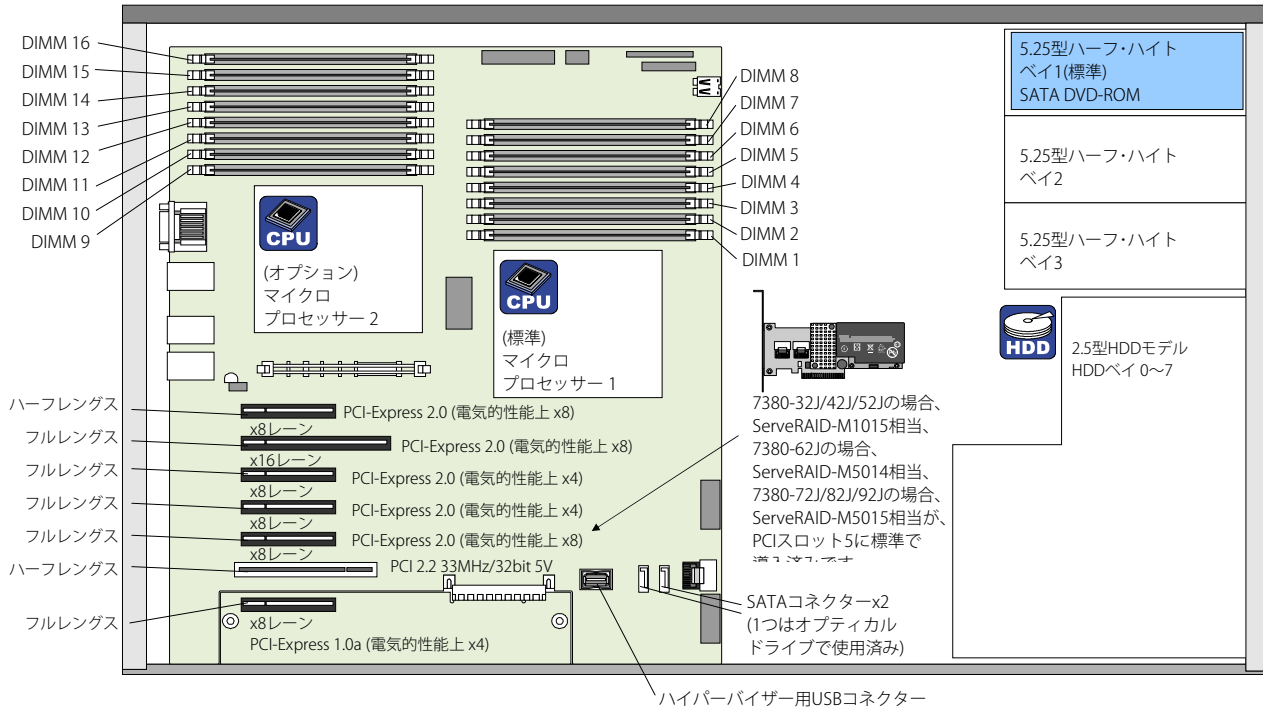 DIMM 16
DIMM 15
DIMM 14
DIMM 13
DIMM 12
DIMM 11
DIMM 10
DIMM 9
DIMM 8
DIMM 7
DIMM 6
DIMM 5
DIMM 4
DIMM 3
DIMM 2
DIMM 1
CPU
(オプション)
マイクロ
プロセッサー 2
CPU
(標準)
マイクロ
プロセッサー 1
5.25型ハーフ・ハイト
ベイ1(標準)
SATA DVD-ROM
5.25型ハーフ・ハイト
ベイ2
5.25型ハーフ・ハイト
ベイ3
HDD
2.5型HDDモデル
HDDベイ 0〜7
7380-32J/42J/52Jの場合、
ServeRAID-M1015相当、
7380-62Jの場合、
ServeRAID-M5014相当、
7380-72J/82J/92Jの場合、
ServeRAID-M5015相当が、
PCIスロット5に標準で
導入済みです
ハーフレングス
PCI-Express 2.0 (電気的性能上 x8)
x8レーン
フルレングス
PCI-Express 2.0 (電気的性能上 x8)
x16レーン
フルレングス
PCI-Express 2.0 (電気的性能上 x4)
x8レーン
フルレングス
PCI-Express 2.0 (電気的性能上 x4)
x8レーン
フルレングス
PCI-Express 2.0 (電気的性能上 x8)
x8レーン
ハーフレングス
PCI 2.2 33MHz/32bit 5V
フルレングス
x8レーン
PCI-Express 1.0a (電気的性能上 x4)
SATAコネクターx2
(1つはオプティカル
ドライブで使用済み)
ハイパーバイザー用USBコネクター